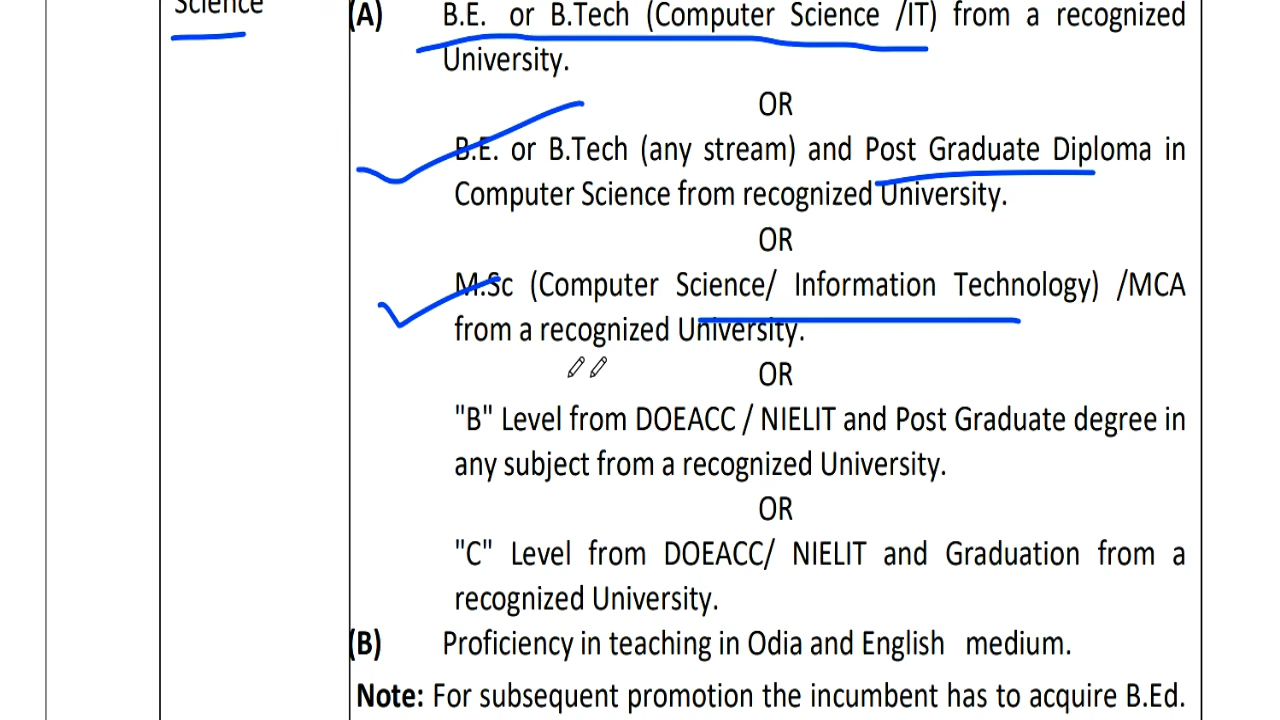 Science
(A) B.E. or B.Tech (Computer Science /IT) from a recognized
University.
OR
B.E. or B.Tech (any stream) and Post Graduate Diploma in
Computer Science from recognized University.
OR
M.Sc (Computer Science/ Information Technology) /MCA
from a recognized University.
OR
"B" Level from DOEACC / NIELIT and Post Graduate degree in
any subject from a recognized University.
OR
"C" Level from DOEACC/ NIELIT and Graduation from a
recognized University.
(B) Proficiency in teaching in Odia and English medium.
Note: For subsequent promotion the incumbent has to acquire B.Ed.